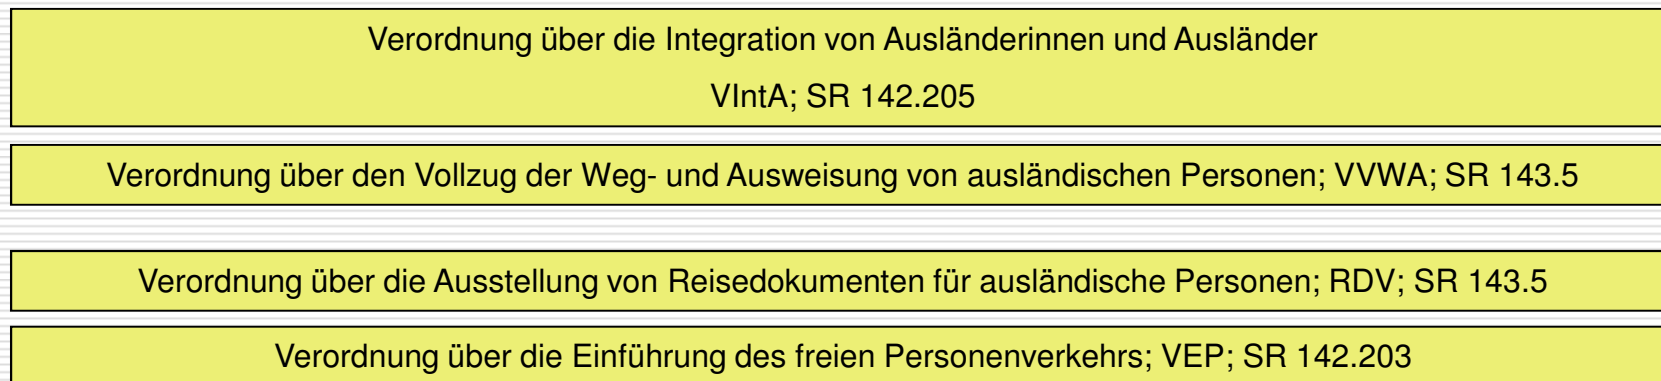 Verordnung über die Integration von Ausländerinnen und Ausländer
VIntA; SR 142.205
Verordnung über den Vollzug der Weg- und Ausweisung von ausländischen Personen; VVWA; SR 143.5
Verordnung über die Ausstellung von Reisedokumenten für ausländische Personen; RDV; SR 143.5
Verordnung über die Einführung des freien Personenverkehrs; VEP; SR 142.203